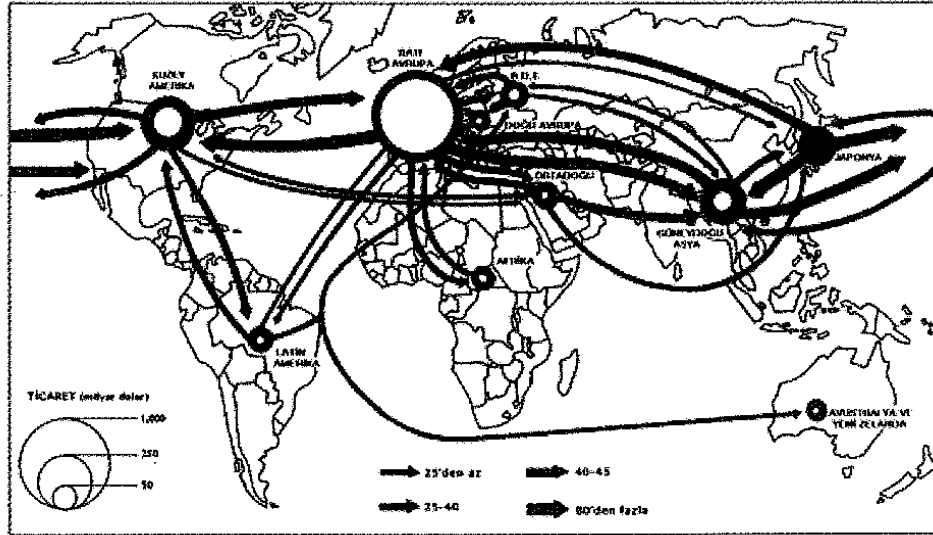 BATI
AVRUPA
KUZEY
AMERİKA
B.D.T.
DOĞU AVRUPA
ORTADOĞU
JAPONYA
GÜNEYDOĞU
ASYA
AFRİKA
LATİN
AMERİKA
AVUSTRALYA VE
YENİ ZELANDA
TİCARET (milyar dolar)
1,000
250
50
25'den az
25-40
40-45
80'den fazla